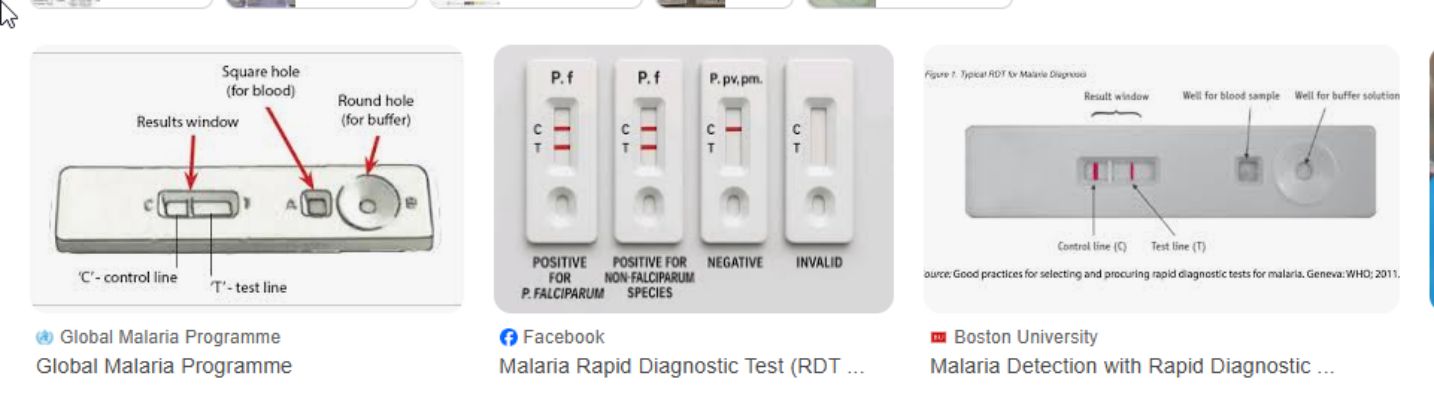 Square hole
(for blood)
Round hole
(for buffer)
Results window
C
A
B
'C'- control line
'T'- test line
Global Malaria Programme
Global Malaria Programme
P. f
P. f
P. pv, pm.
C
T
C
T
C
T
C
T
POSITIVE
FOR
P. FALCIPARUM
POSITIVE FOR
NON-FALCIPARUM
SPECIES
NEGATIVE
INVALID
Facebook
Malaria Rapid Diagnostic Test (RDT ...
Figure 1. Typical RDT for Malaria Diagnosis
Result window
Well for blood sample
Well for buffer solution
Control line (C)
Test line (T)
ource: Good practices for selecting and procuring rapid diagnostic tests for malaria. Geneva: WHO; 2011.
BU
Boston University
Malaria Detection with Rapid Diagnostic ...